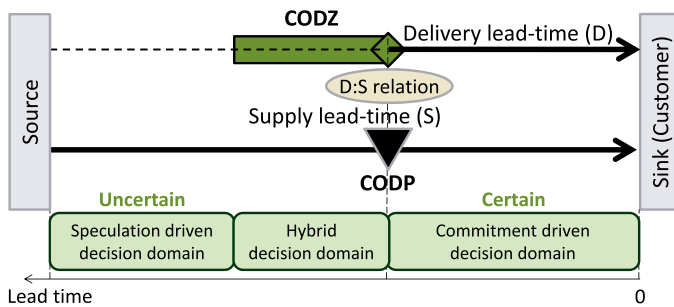 CODZ
Delivery lead-time (D)
D:S relation
Supply lead-time (S)
Source
Sink (Customer)
CODP
Uncertain
Certain
Speculation driven
decision domain
Hybrid
decision domain
Commitment driven
decision domain
Lead time
0